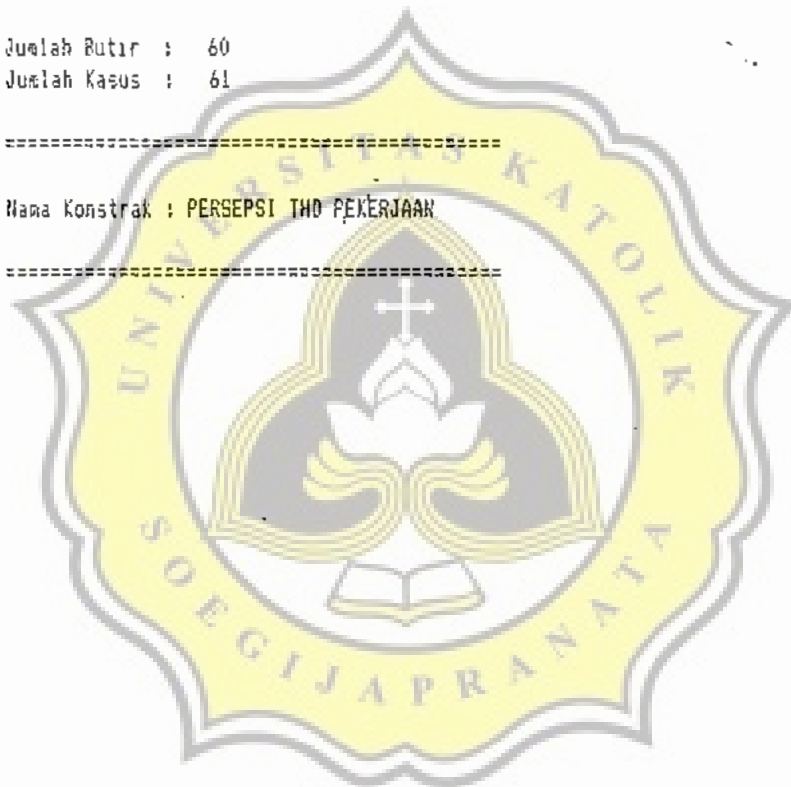 Jumlah Butir : 60
Jumlah Kasus : 61
==================================================
Nama Konstrak : PERSEPSI THD PEKERJAAN
==================================================
UNIVERSITAS KATOLIK
SOEGIJAPRANATA